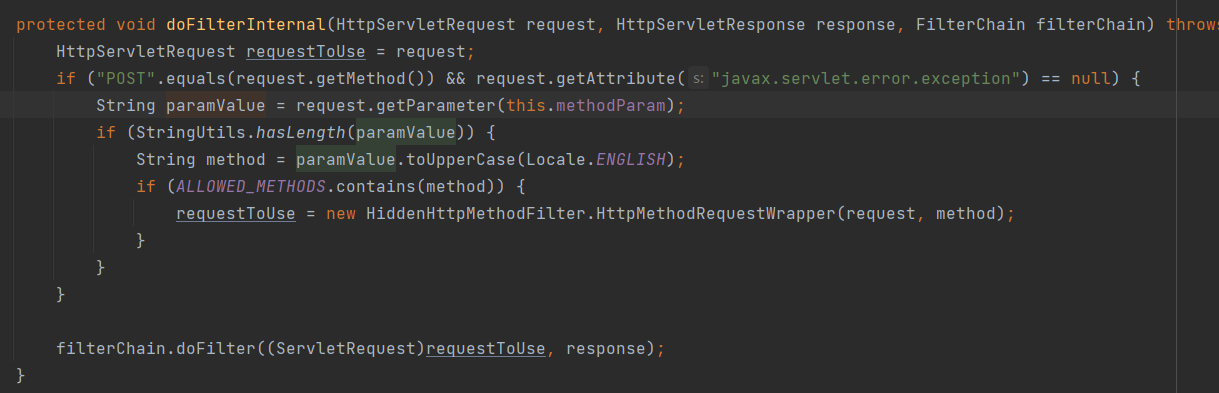 protected void doFilterInternal(HttpServletRequest request, HttpServletResponse response, FilterChain filterChain) throws
HttpServletRequest requestToUse = request;
if ("POST".equals(request.getMethod()) && request.getAttribute( s: "javax.servlet.error.exception") == null) {
String paramValue = request.getParameter(this.methodParam);
if (StringUtils.hasLength(paramValue)) {
String method = paramValue.toUpperCase(Locale.ENGLISH);
if (ALLOWED_METHODS.contains(method)) {
requestToUse = new HiddenHttpMethodFilter.HttpMethodRequestWrapper(request, method);
}
}
}
filterChain.doFilter((ServletRequest)requestToUse, response);
}